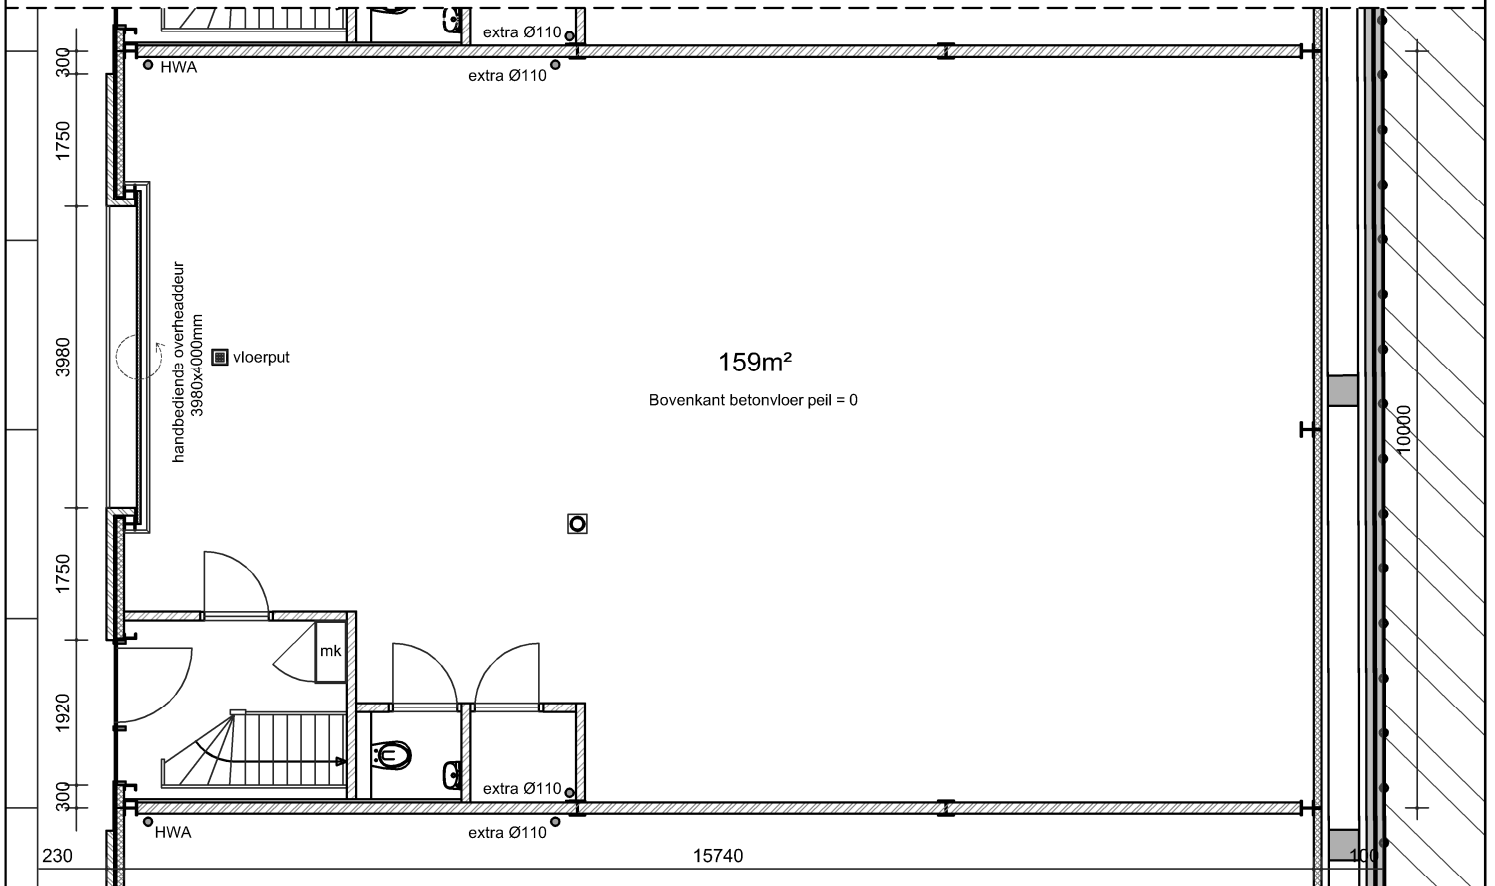 extra Ø110
300
HWA
extra Ø110
1750
handbediende overheaddeur
3980x4000mm
3980
vloerput
159m²
Bovenkant betonvloer peil = 0
10000
1750
mk
1920
extra Ø110
300
HWA
extra Ø110
230
15740
100